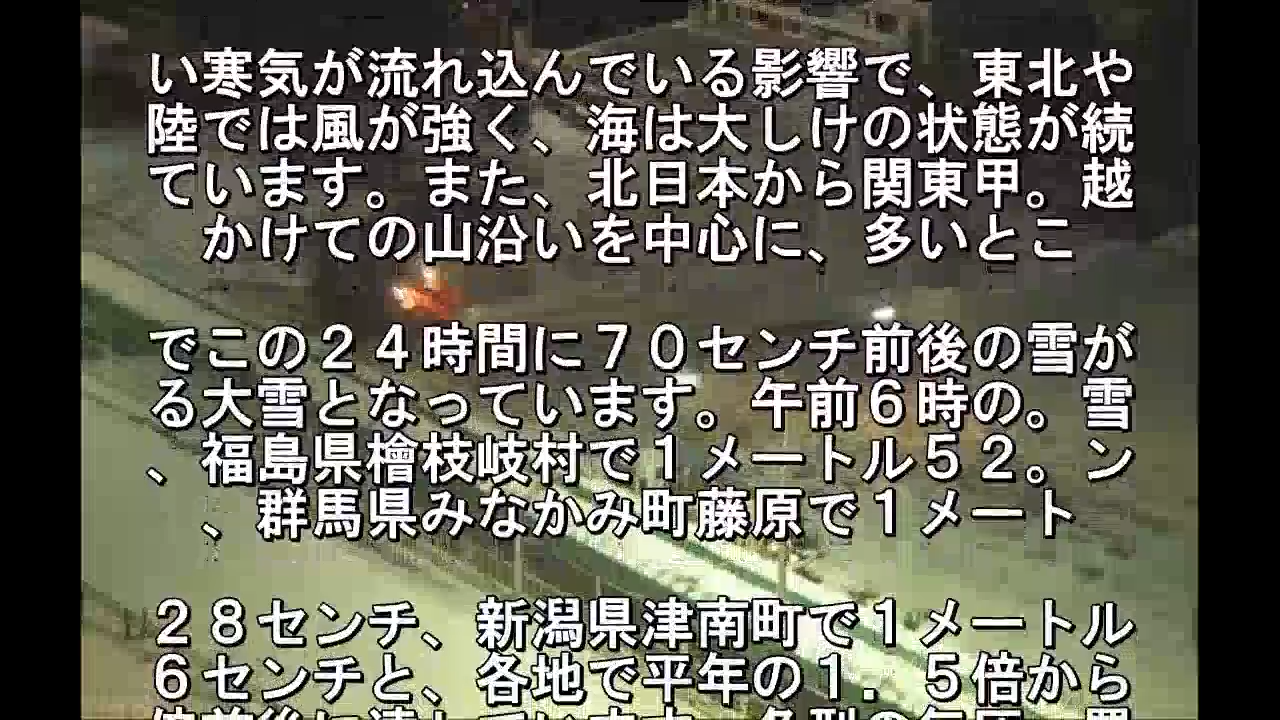 い寒気が流れ込んでいる影響で、東北や
陸では風が強く、海は大しけの状態が続
ています。また、北日本から関東甲。越
かけての山沿いを中心に、多いとこ
でこの２４時間に７０センチ前後の雪が
る大雪となっています。午前６時の。雪
、福島県檜枝岐村で１メートル５２。ン
、群馬県みなかみ町藤原で１メート
２８センチ、新潟県津南町で１メートル
６センチと、各地で平年の１．５倍から